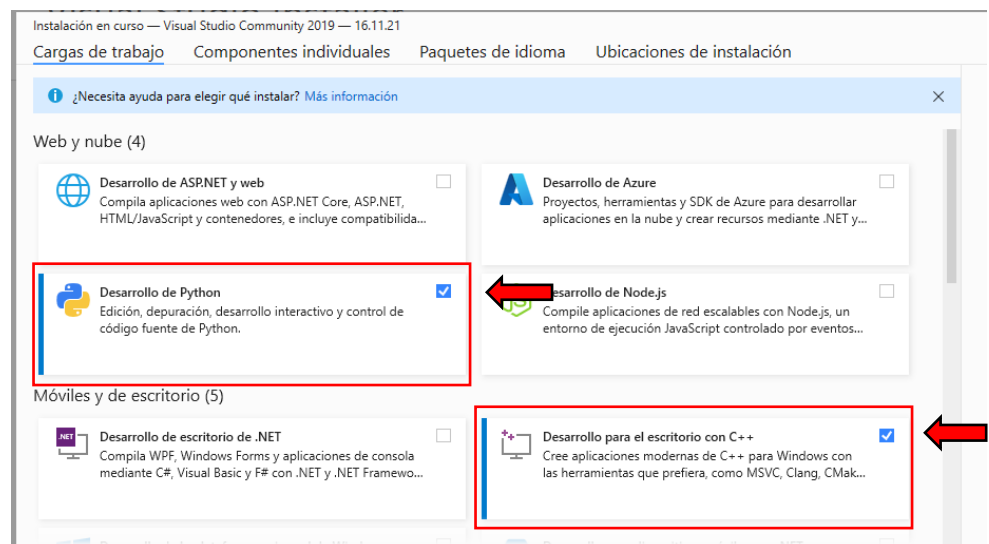 Instalación en curso — Visual Studio Community 2019 — 16.11.21
Cargas de trabajo Componentes individuales Paquetes de idioma Ubicaciones de instalación
¿Necesita ayuda para elegir qué instalar? Más información
Web y nube (4)
Desarrollo de ASP.NET y web
Compila aplicaciones web con ASP.NET Core, ASP.NET,
HTML/JavaScript y contenedores, e incluye compatibilida...
Desarrollo de Azure
Proyectos, herramientas y SDK de Azure para desarrollar
aplicaciones en la nube y crear recursos mediante .NET y...
Desarrollo de Python
Edición, depuración, desarrollo interactivo y control de
código fuente de Python.
esarrollo de Node.js
Compile aplicaciones de red escalables con Node.js, un
entorno de ejecución JavaScript controlado por eventos...
Móviles y de escritorio (5)
.NET
Desarrollo de escritorio de .NET
Compila WPF, Windows Forms y aplicaciones de consola
mediante C#, Visual Basic y F# con .NET y .NET Framewo...
Desarrollo para el escritorio con C++
Cree aplicaciones modernas de C++ para Windows con
las herramientas que prefiera, como MSVC, Clang, CMak...